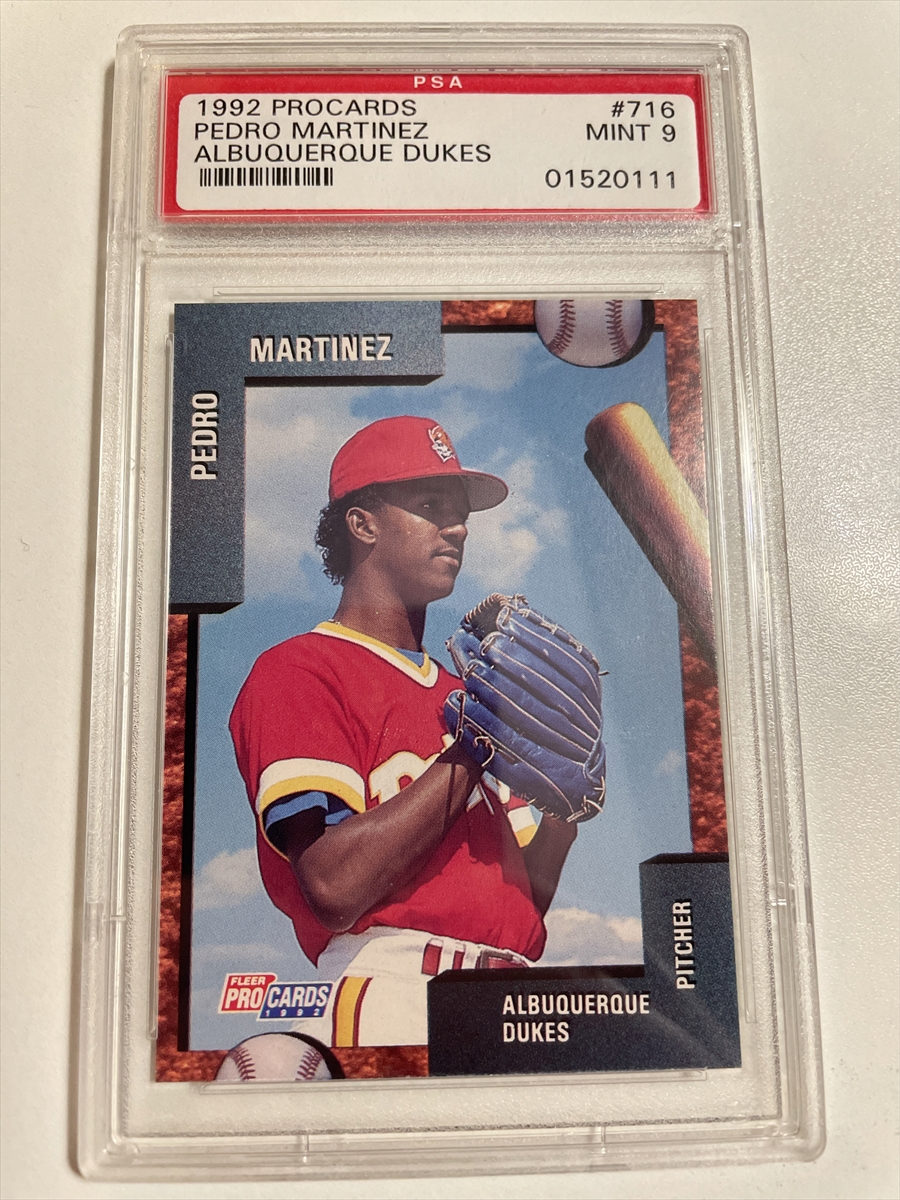 PSA
1992 PROCARDS #716
PEDRO MARTINEZ MINT 9
ALBUQUERQUE DUKES
01520111
MARTINEZ
PEDRO
PITCHER
FLEER
PRO CARDS
1992
ALBUQUERQUE
DUKES